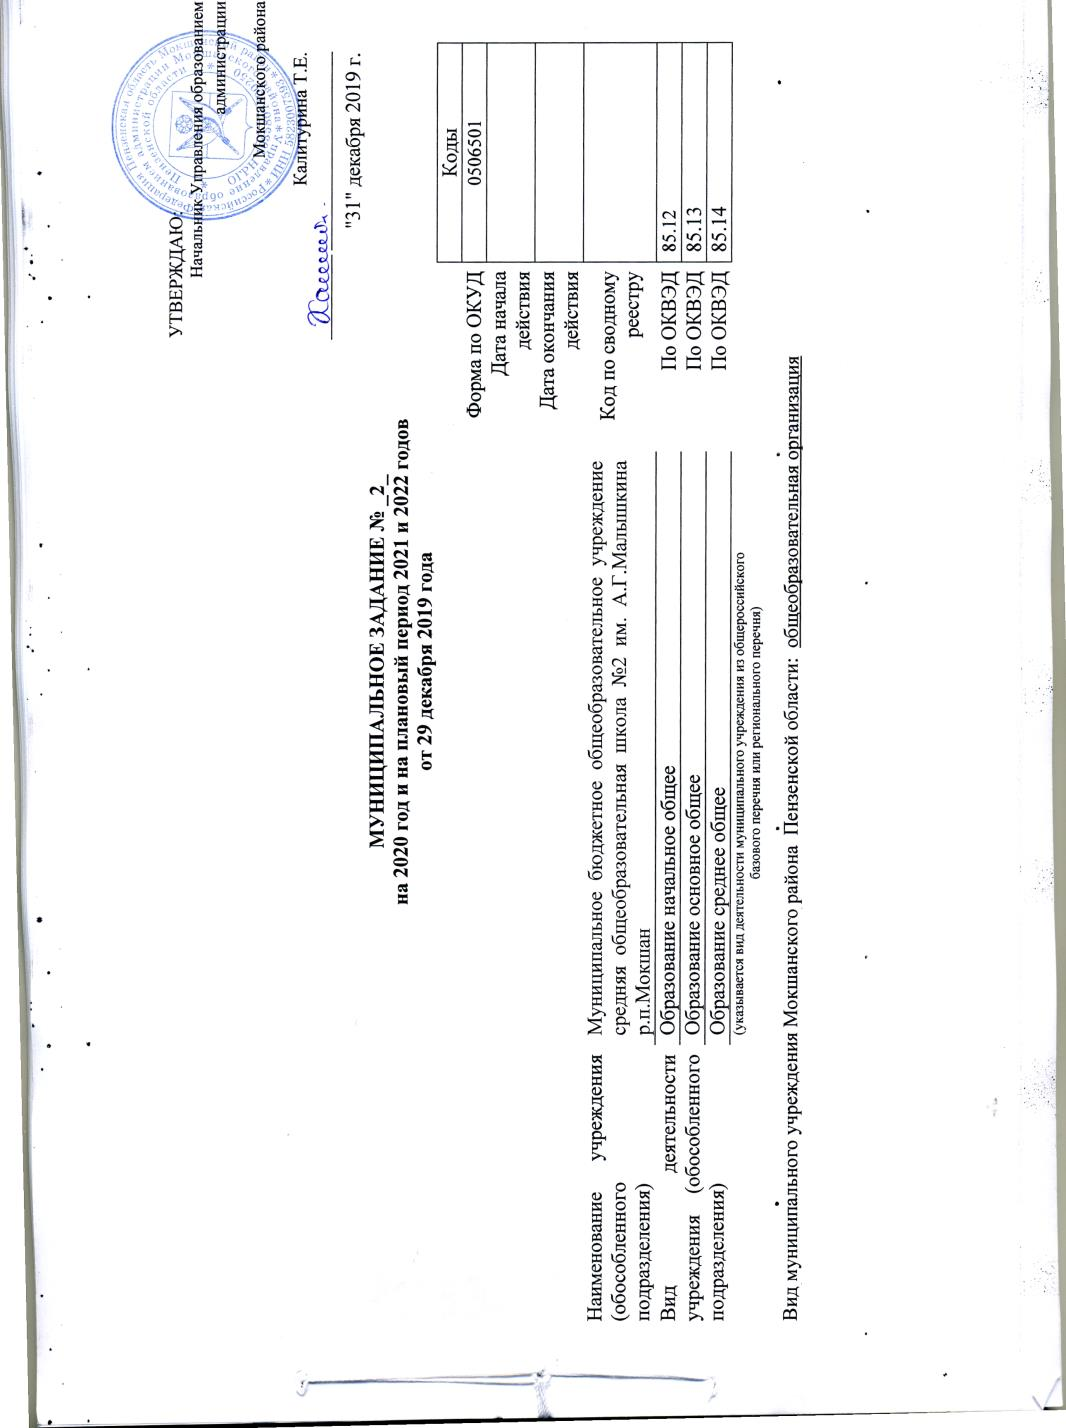 УТВЕРЖДАЮ:
Начальник Управления образованием
администрации
Мокшанского района
Калитурина Т.Е.
"31" декабря 2019 г.
МУНИЦИПАЛЬНОЕ ЗАДАНИЕ № _2_
на 2020 год и на плановый период 2021 и 2022 годов
от 29 декабря 2019 года
Коды
Форма по ОКУД 0506501
Дата начала
действия
Дата окончания
действия
Код по сводному
реестру
По ОКВЭД 85.12
По ОКВЭД 85.13
По ОКВЭД 85.14
Наименование учреждения
(обособленного
подразделения)
Муниципальное бюджетное общеобразовательное учреждение
средняя общеобразовательная школа №2 им. А.Г.Малышкина
р.п.Мокшан
Вид деятельности
учреждения (обособленного
подразделения)
Образование начальное общее
Образование основное общее
Образование среднее общее
(указывается вид деятельности муниципального учреждения из общероссийского
базового перечня или регионального перечня)
Вид муниципального учреждения Мокшанского района Пензенской области: общеобразовательная организация